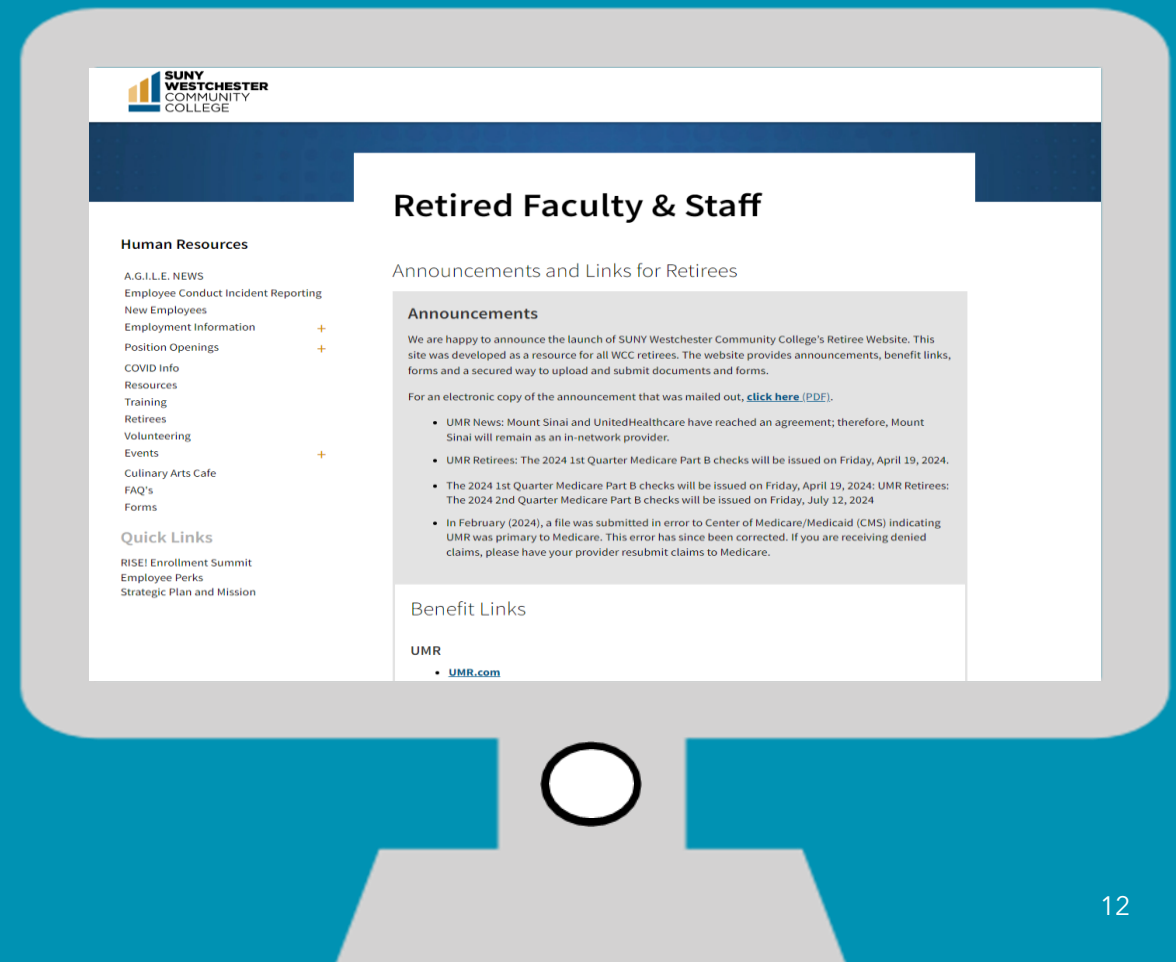 SUNY
WESTCHESTER
COMMUNITY
COLLEGE
Retired Faculty & Staff
Human Resources
A.G.I.L.E. NEWS
Employee Conduct Incident Reporting
New Employees
Employment Information +
Position Openings +
COVID Info
Resources
Training
Retirees
Volunteering
Events +
Culinary Arts Cafe
FAQ's
Forms
Quick Links
RISE! Enrollment Summit
Employee Perks
Strategic Plan and Mission
Announcements and Links for Retirees
Announcements
We are happy to announce the launch of SUNY Westchester Community College's Retiree Website. This
site was developed as a resource for all WCC retirees. The website provides announcements, benefit links,
forms and a secured way to upload and submit documents and forms.
For an electronic copy of the announcement that was mailed out, click here (PDF).
• UMR News: Mount Sinai and UnitedHealthcare have reached an agreement; therefore, Mount
Sinai will remain as an in-network provider.
• UMR Retirees: The 2024 1st Quarter Medicare Part B checks will be issued on Friday, April 19, 2024.
• The 2024 1st Quarter Medicare Part B checks will be issued on Friday, April 19, 2024: UMR Retirees:
The 2024 2nd Quarter Medicare Part B checks will be issued on Friday, July 12, 2024
• In February (2024), a file was submitted in error to Center of Medicare/Medicaid (CMS) indicating
UMR was primary to Medicare. This error has since been corrected. If you are receiving denied
claims, please have your provider resubmit claims to Medicare.
Benefit Links
UMR
• UMR.com
12